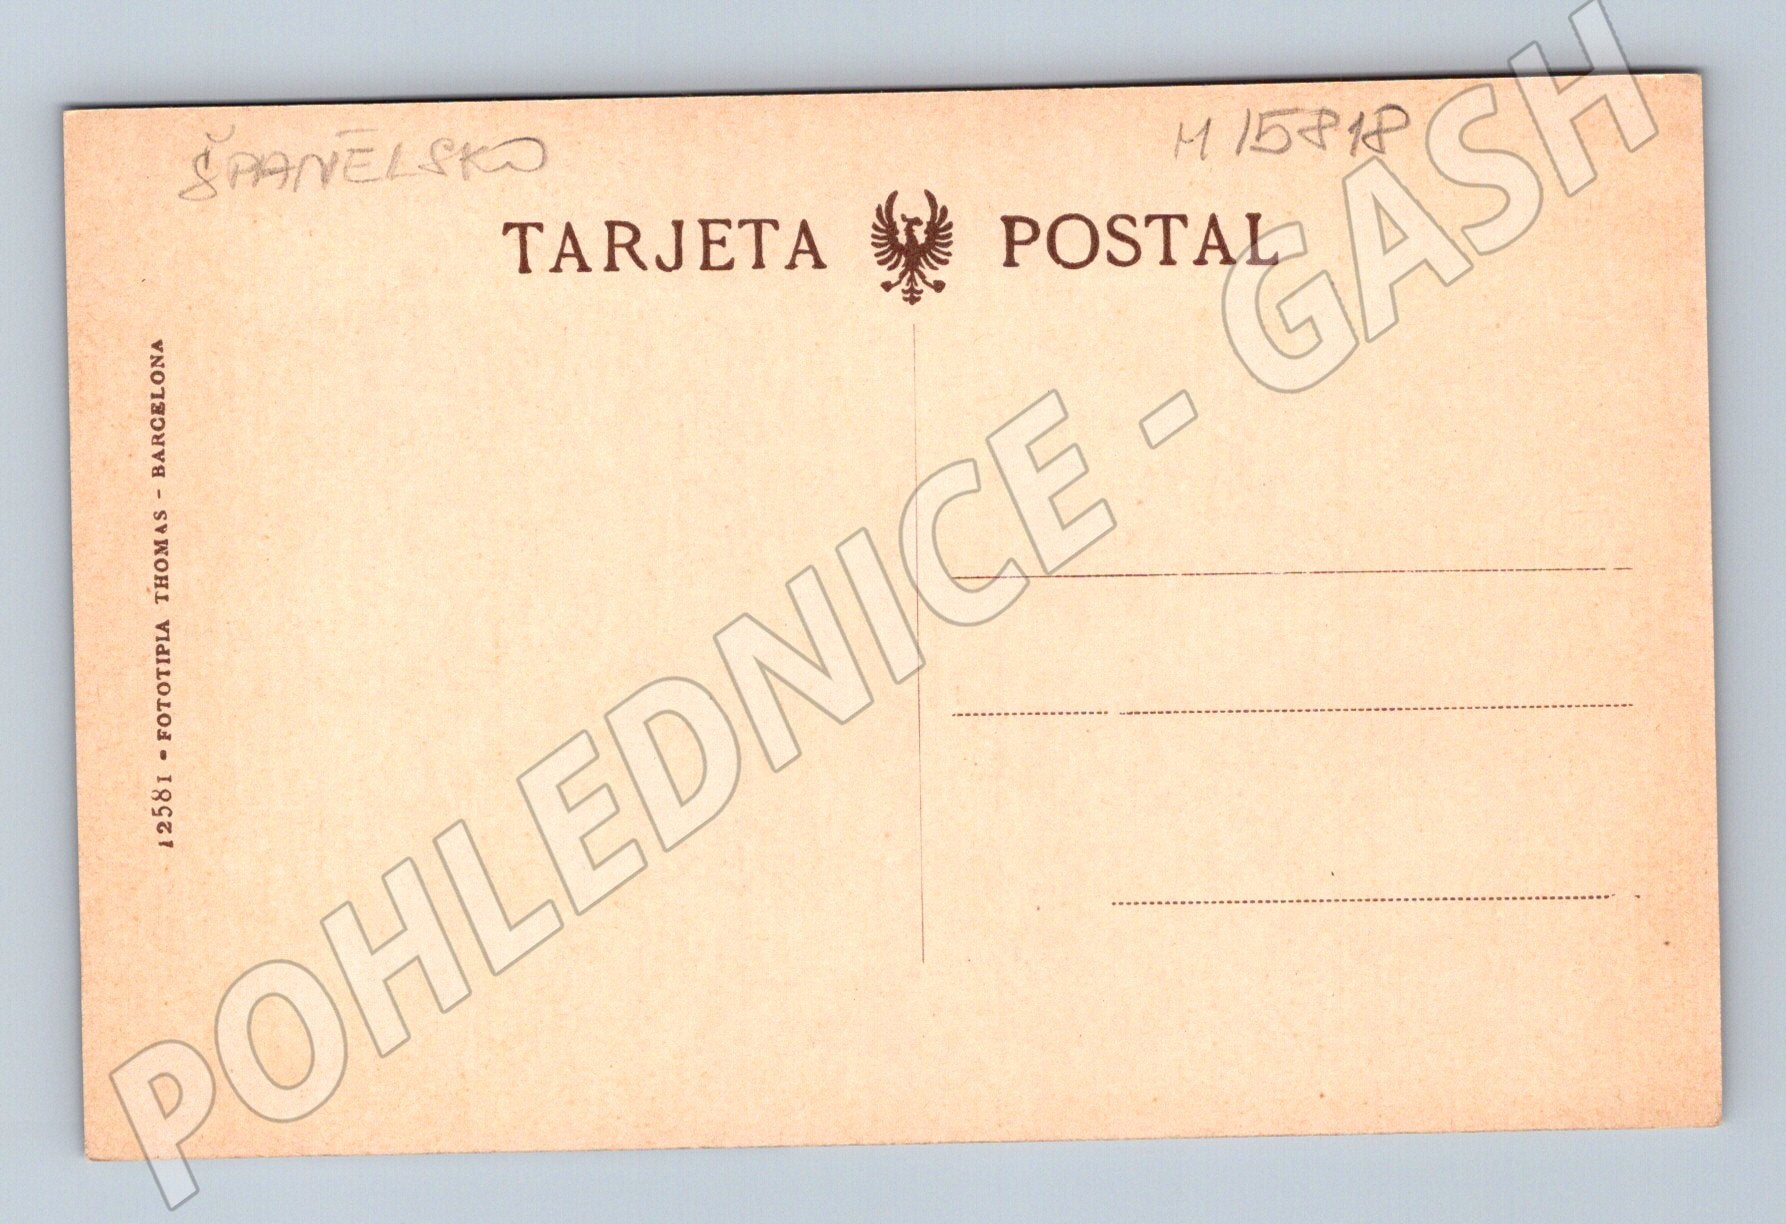 ŠPANĚLSKO
M 15818
TARJETA POSTAL
12581 - FOTOTIPIA THOMAS - BARCELONA
POHLEDNICE - GASH